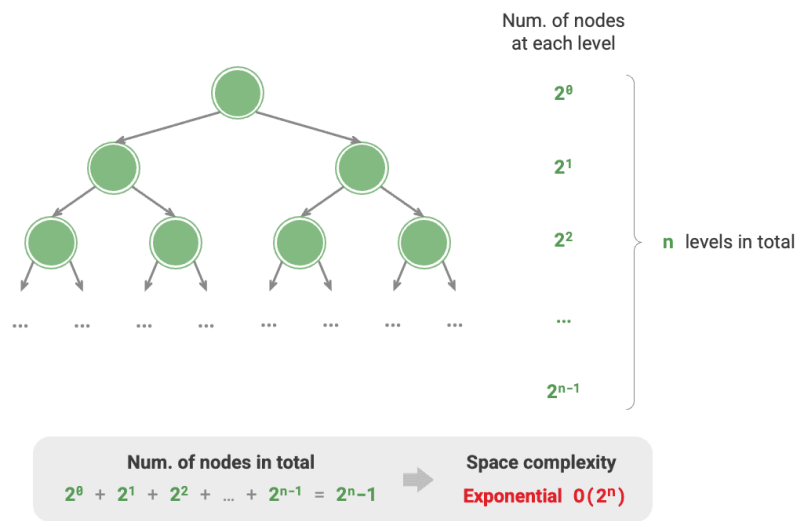 Num. of nodes
at each level
2⁰
2¹
2²
n levels in total
... ... ... ... ... ... ... ...
...
2ⁿ⁻¹
Num. of nodes in total
2⁰ + 2¹ + 2² + ... + 2ⁿ⁻¹ = 2ⁿ-1
Space complexity
Exponential O(2ⁿ)